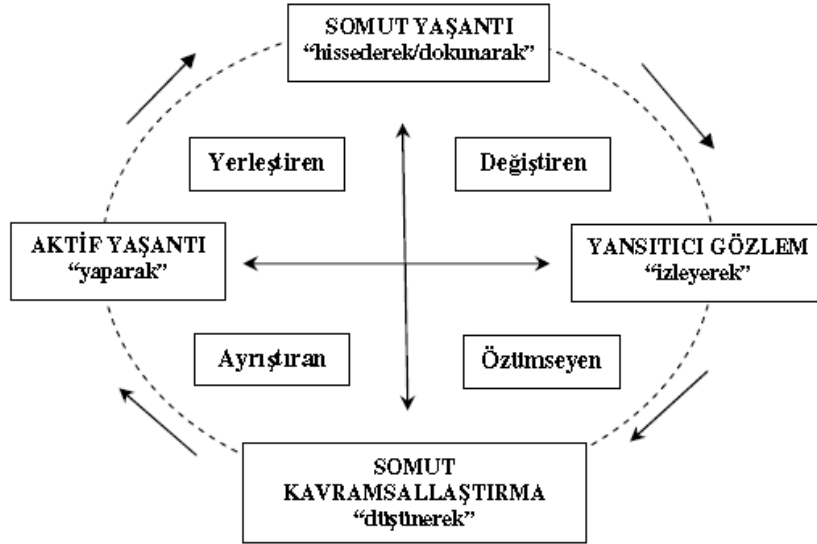 SOMUT YAŞANTI
“hissederek/dokunarak”
Yerleştiren
Değiştiren
AKTİF YAŞANTI
“yaparak”
YANSITICI GÖZLEM
“izleyerek”
Ayrıştıran
Özümseyen
SOMUT
KAVRAMSALLAŞTIRMA
“düşünerek”